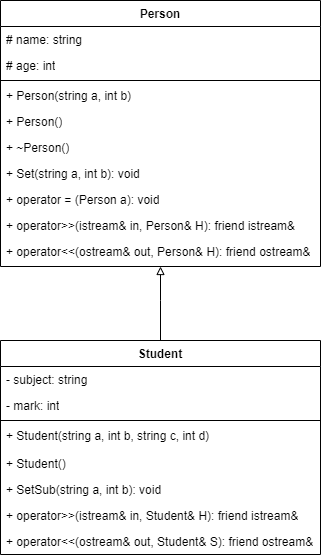 Person
# name: string
# age: int
+ Person(string a, int b)
+ Person()
+ ~Person()
+ Set(string a, int b): void
+ operator = (Person a): void
+ operator>>(istream& in, Person& H): friend istream&
+ operator<<(ostream& out, Person& H): friend ostream&
Student
- subject: string
- mark: int
+ Student(string a, int b, string c, int d)
+ Student()
+ SetSub(string a, int b): void
+ operator>>(istream& in, Student& H): friend istream&
+ operator<<(ostream& out, Student& S): friend ostream&